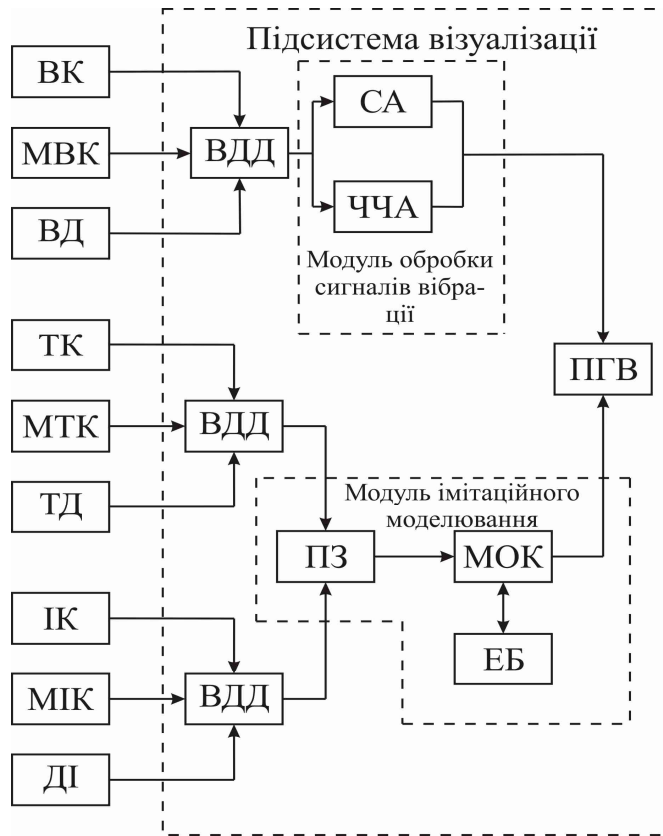 Підсистема візуалізації
ВК
МВК
ВД
ВДД
СА
ЧЧА
Модуль обробки
сигналів вібра-
ції
ТК
МТК
ТД
ВДД
ПГВ
Модуль імітаційного
моделювання
ПЗ
МОК
ЕБ
ІК
МІК
ДІ
ВДД